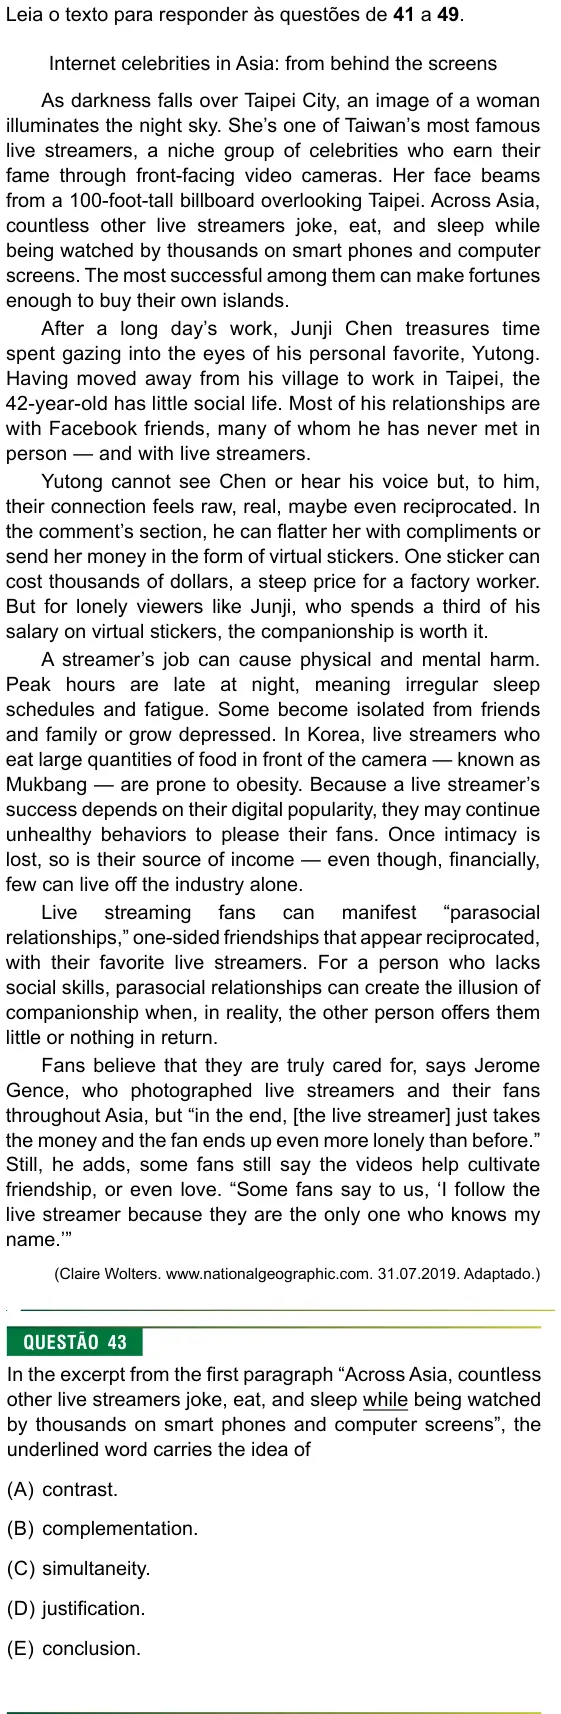 Leia o texto para responder às questões de 41 a 49.
Internet celebrities in Asia: from behind the screens
As darkness falls over Taipei City, an image of a woman
illuminates the night sky. She’s one of Taiwan’s most famous
live streamers, a niche group of celebrities who earn their
fame through front-facing video cameras. Her face beams
from a 100-foot-tall billboard overlooking Taipei. Across Asia,
countless other live streamers joke, eat, and sleep while
being watched by thousands on smart phones and computer
screens. The most successful among them can make fortunes
enough to buy their own islands.
After a long day’s work, Junji Chen treasures time
spent gazing into the eyes of his personal favorite, Yutong.
Having moved away from his village to work in Taipei, the
42-year-old has little social life. Most of his relationships are
with Facebook friends, many of whom he has never met in
person — and with live streamers.
Yutong cannot see Chen or hear his voice but, to him,
their connection feels raw, real, maybe even reciprocated. In
the comment’s section, he can flatter her with compliments or
send her money in the form of virtual stickers. One sticker can
cost thousands of dollars, a steep price for a factory worker.
But for lonely viewers like Junji, who spends a third of his
salary on virtual stickers, the companionship is worth it.
A streamer’s job can cause physical and mental harm.
Peak hours are late at night, meaning irregular sleep
schedules and fatigue. Some become isolated from friends
and family or grow depressed. In Korea, live streamers who
eat large quantities of food in front of the camera — known as
Mukbang — are prone to obesity. Because a live streamer’s
success depends on their digital popularity, they may continue
unhealthy behaviors to please their fans. Once intimacy is
lost, so is their source of income — even though, financially,
few can live off the industry alone.
Live streaming fans can manifest “parasocial
relationships,” one-sided friendships that appear reciprocated,
with their favorite live streamers. For a person who lacks
social skills, parasocial relationships can create the illusion of
companionship when, in reality, the other person offers them
little or nothing in return.
Fans believe that they are truly cared for, says Jerome
Gence, who photographed live streamers and their fans
throughout Asia, but “in the end, [the live streamer] just takes
the money and the fan ends up even more lonely than before.”
Still, he adds, some fans still say the videos help cultivate
friendship, or even love. “Some fans say to us, ‘I follow the
live streamer because they are the only one who knows my
name.’”
(Claire Wolters. www.nationalgeographic.com. 31.07.2019. Adaptado.)
QUESTÃO 43
In the excerpt from the first paragraph “Across Asia, countless
other live streamers joke, eat, and sleep while being watched
by thousands on smart phones and computer screens”, the
underlined word carries the idea of
(A) contrast.
(B) complementation.
(C) simultaneity.
(D) justification.
(E) conclusion.